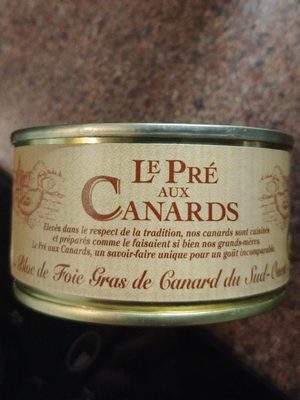 LE PRÉ
AUX
CANARDS
Elevés dans le respect de la tradition, nos canards sont cuisinés
et préparés comme le faisaient si bien nos grands-mères.
Le Pré aux Canards, un savoir-faire unique pour un goût incomparable.
Bloc de Foie Gras de Canard du Sud-Ouest